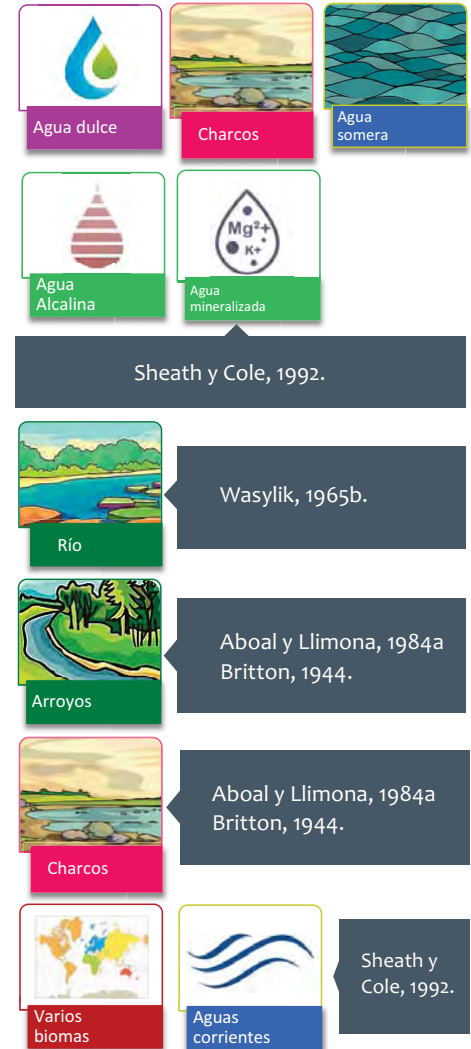 Agua dulce
Charcos
Agua
somera
Mg²⁺
K⁺
Agua
Alcalina
Agua
mineralizada
Sheath y Cole, 1992.
Río
Wasylik, 1965b.
Arroyos
Aboal y Llimona, 1984a
Britton, 1944.
Charcos
Aboal y Llimona, 1984a
Britton, 1944.
Varios
biomas
Aguas
corrientes
Sheath y
Cole, 1992.